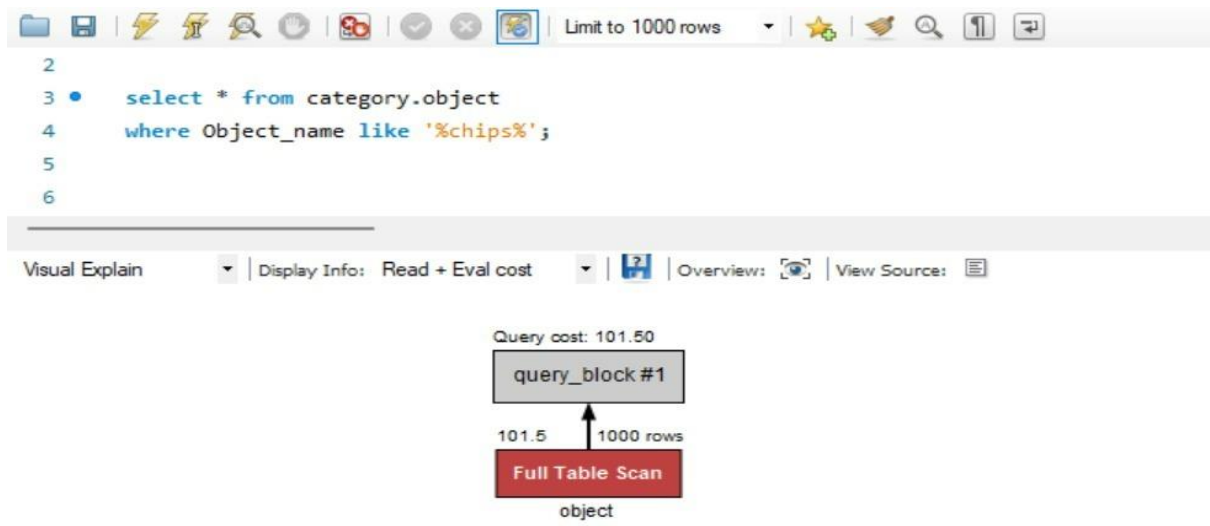 Limit to 1000 rows
2
3 select * from category.object
4 where Object_name like '%chips%';
5
6
Visual Explain Display Info: Read + Eval cost Overview: View Source:
Query cost: 101.50
query_block #1
101.5 1000 rows
Full Table Scan
object